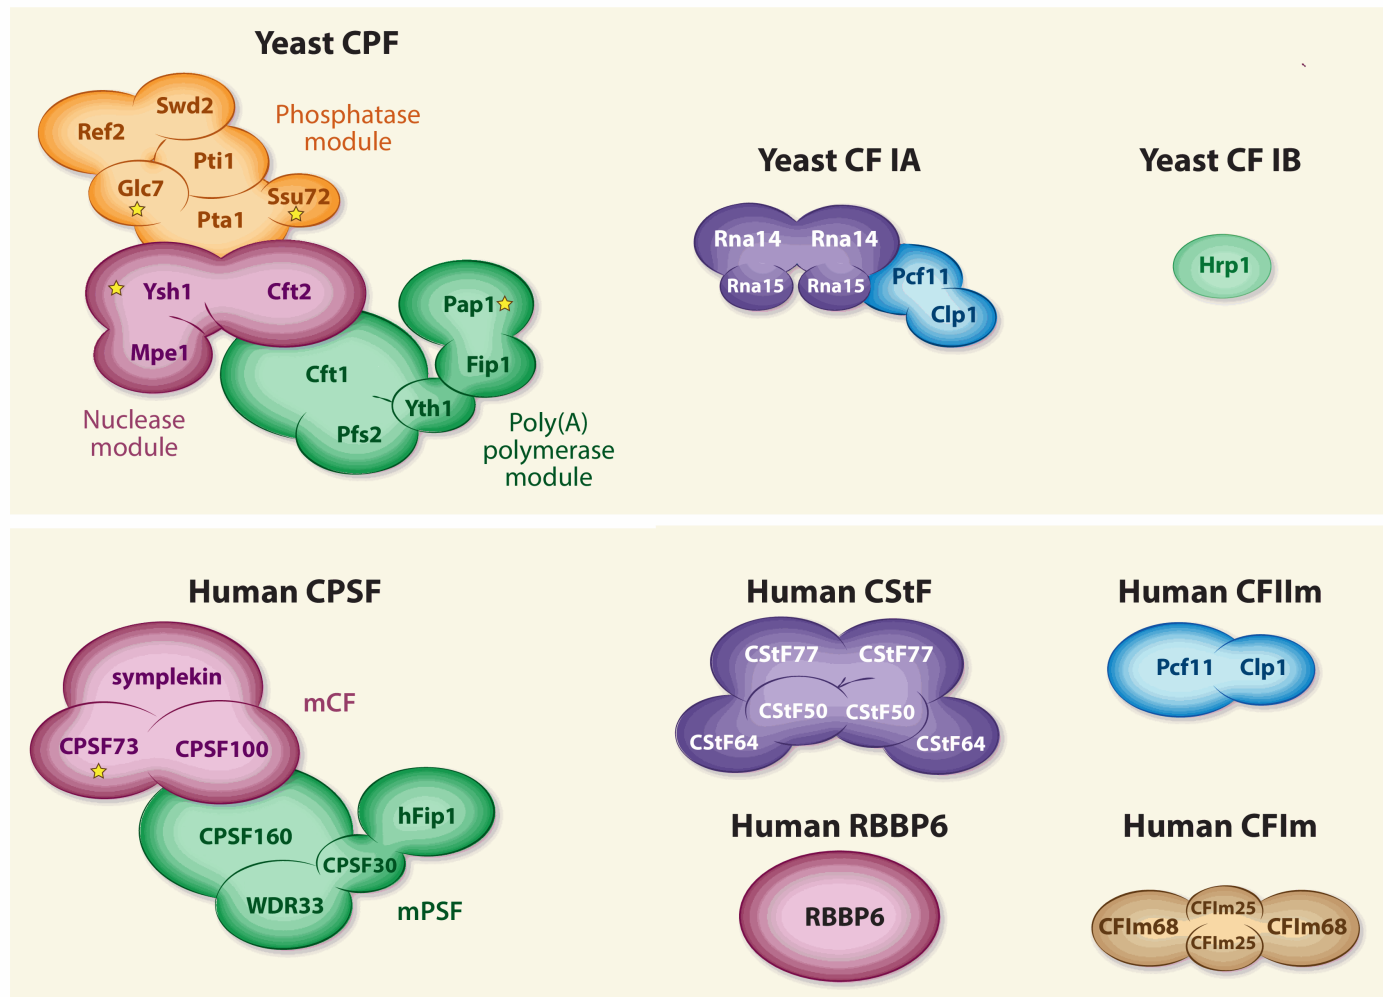 Yeast CPF
Swd2
Ref2
Phosphatase
module
Pti1
Glc7
Ssu72
Pta1
Ysh1
Cft2
Mpe1
Pap1
Fip1
Cft1
Yth1
Pfs2
Nuclease
module
Poly(A)
polymerase
module
Yeast CF IA
Rna14 Rna14
Rna15 Rna15
Pcf11
Clp1
Yeast CF IB
Hrp1
Human CPSF
symplekin
mCF
CPSF73
CPSF100
CPSF160
hFip1
CPSF30
WDR33
mPSF
Human CStF
CStF77 CStF77
CStF50 CStF50
CStF64 CStF64
Human CFIIm
Pcf11 Clp1
Human RBBP6
RBBP6
Human CFIm
CFIm25
CFIm68 CFIm68
CFIm25